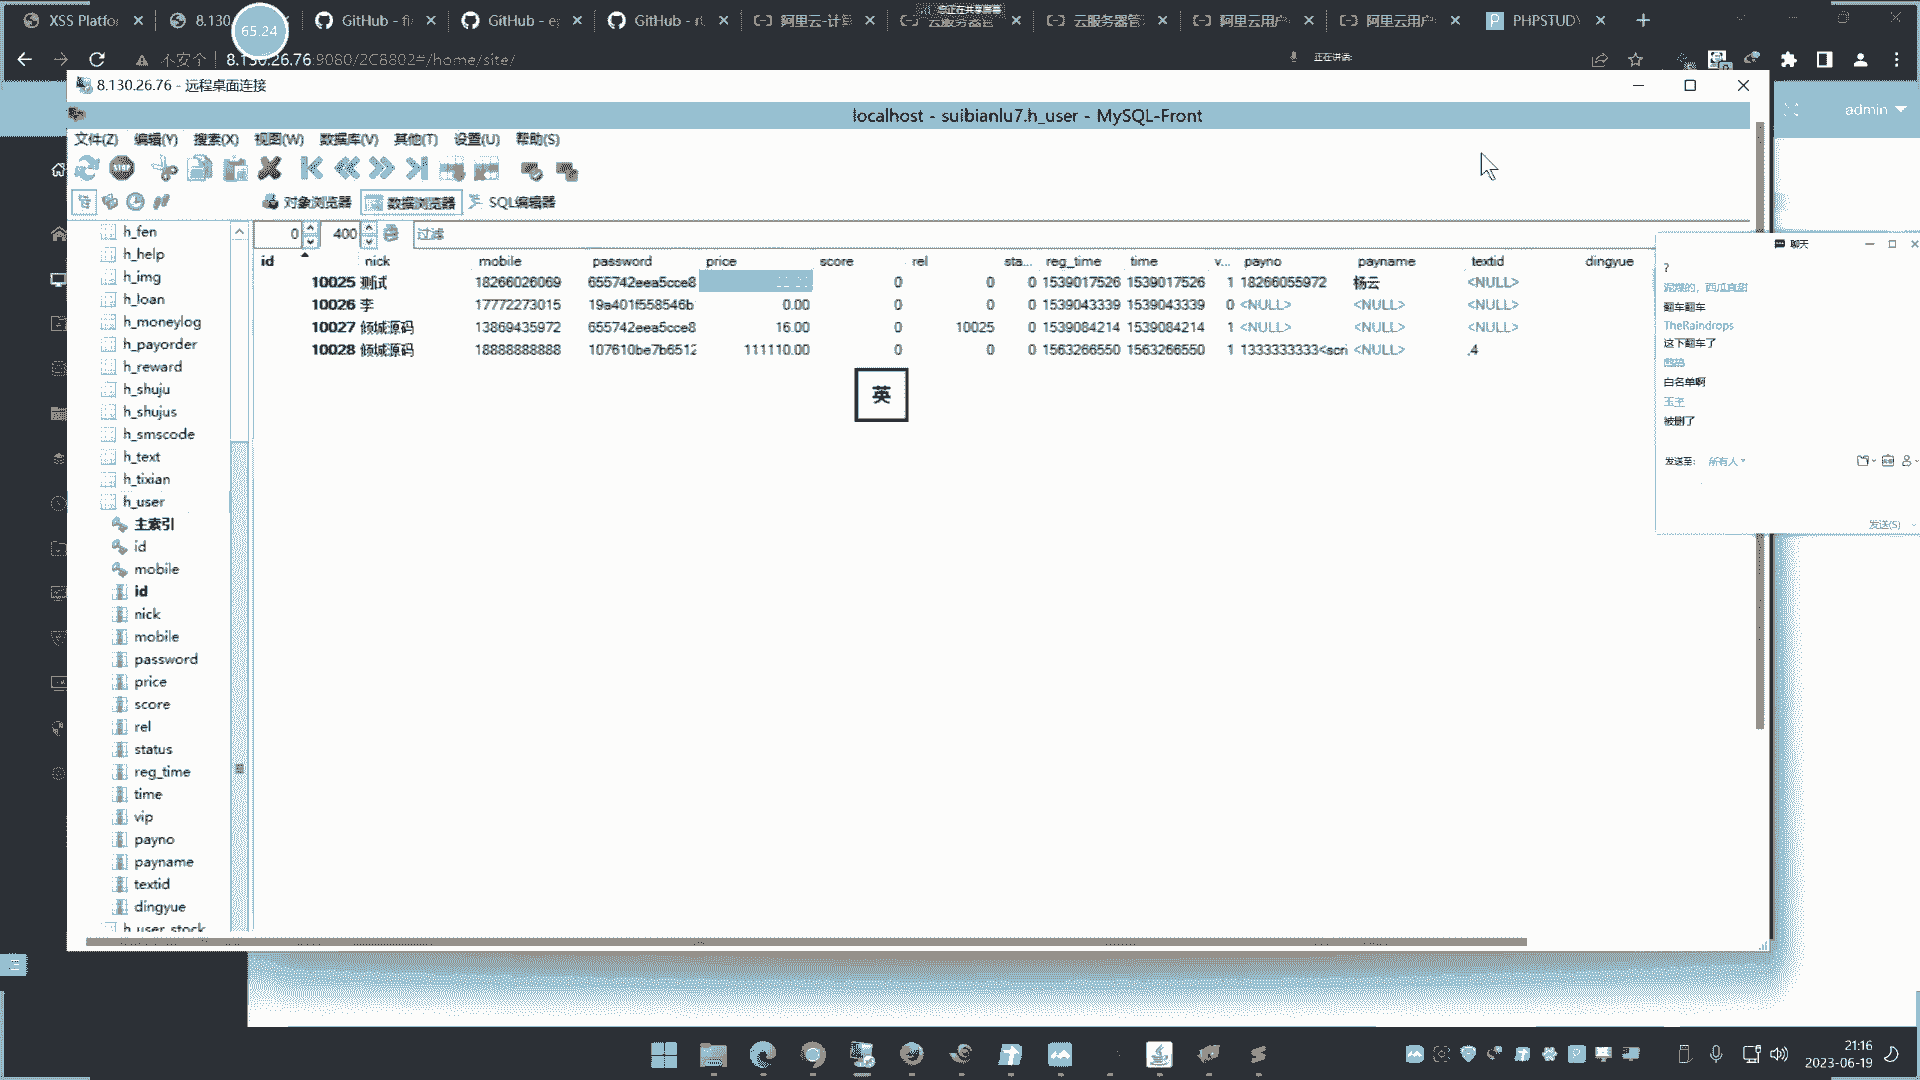 XSS Platfo
8.130.
65.24
GitHub - fi
GitHub - e
GitHub - r
阿里云-计算
云服务器管
云服务器管
阿里云用户
阿里云用户
PHPSTUD
不安全
8.130.26.76:9080/2C8802#/home/site/
正在讲话:
8.130.26.76 - 远程桌面连接
localhost - suibianlu7.h_user - MySQL-Front
admin
文件(Z) 编辑(Y) 搜索(X) 视图(W) 数据库(V) 其他(T) 设置(U) 帮助(S)
对象浏览器 数据浏览器 SQL编辑器
0 400 过滤
h_fen
h_help
h_img
h_loan
h_moneylog
h_payorder
h_reward
h_shuju
h_shujus
h_smscode
h_text
h_tixian
h_user
主索引
id
mobile
id
nick
mobile
password
price
score
rel
status
reg_time
time
vip
payno
payname
textid
dingyue
h_user_stock
id nick mobile password price score rel sta... reg_time time v... payno payname textid dingyue
10025 测试 18266026069 655742eea5cce8 0 0 0 1539017526 1539017526 1 18266055972 杨云 <NULL>
10026 李 17772273015 19a401f558546b 0.00 0 0 0 1539043339 1539043339 0 <NULL> <NULL> <NULL>
10027 倾城源码 13869435972 655742eea5cce8 16.00 0 10025 0 1539084214 1539084214 1 <NULL> <NULL> <NULL>
10028 倾城源码 18888888888 107610be7b6512 111110.00 0 0 0 1563266550 1563266550 1 1333333333<scri <NULL> ,4
英
聊天
?
翻车翻车
TheRaindrops
这下翻车了
白名单啊
玉主
被删了
发送至: 所有人
发送(S)
21:16
2023-06-19